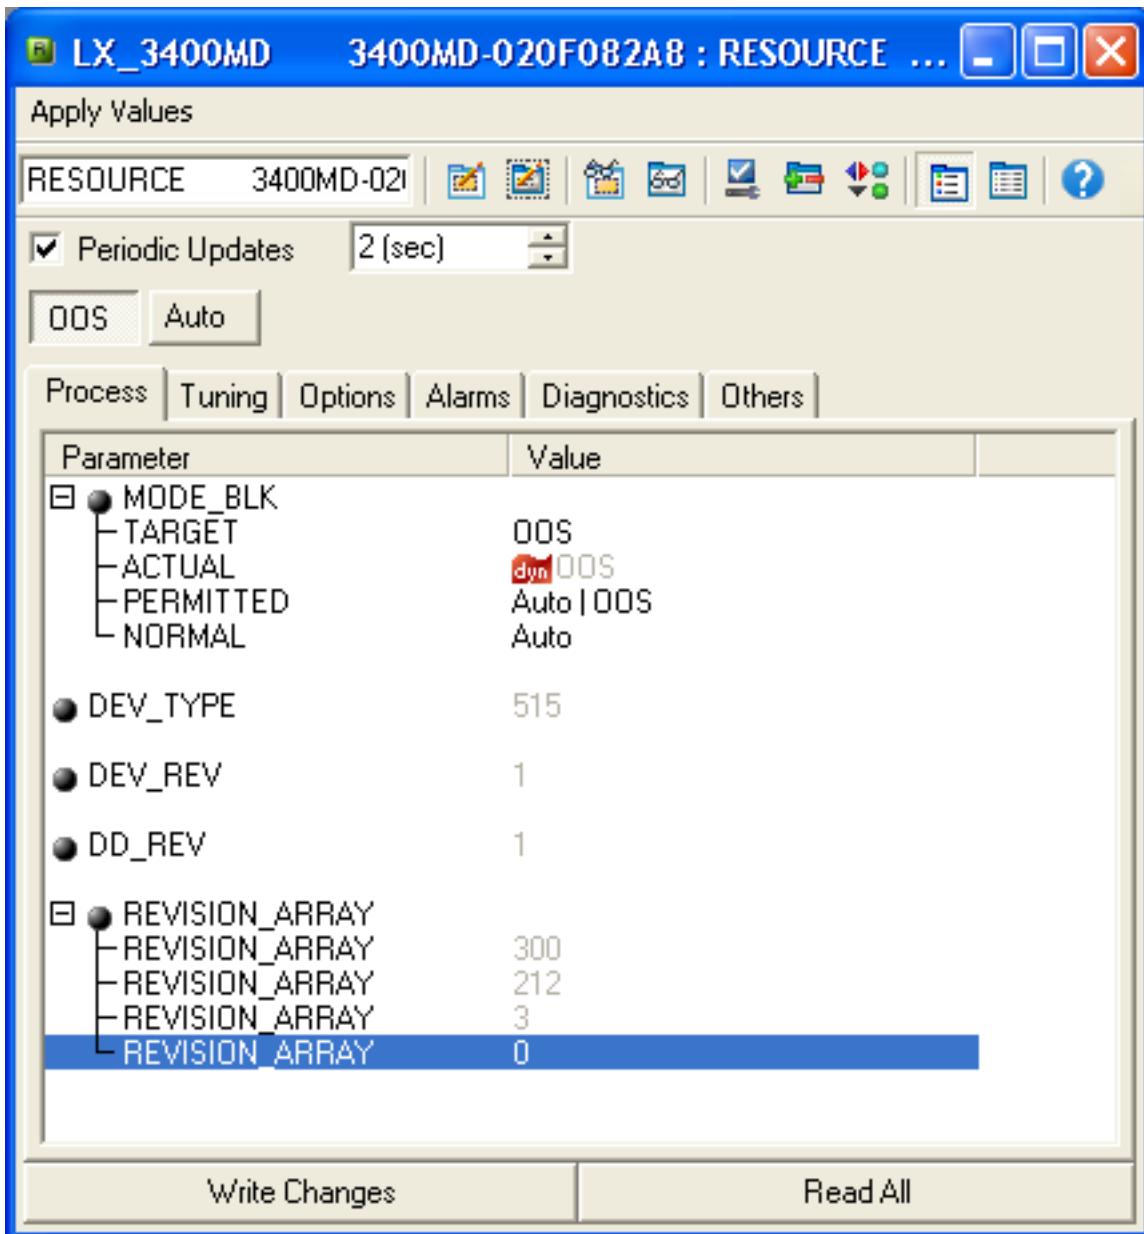 LX_3400MD 3400MD-020F082A8 : RESOURCE ...
Apply Values
RESOURCE 3400MD-02
Periodic Updates 2 (sec)
OOS Auto
Process Tuning Options Alarms Diagnostics Others
Parameter Value
MODE_BLK
TARGET OOS
ACTUAL dyn OOS
PERMITTED Auto | OOS
NORMAL Auto
DEV_TYPE 515
DEV_REV 1
DD_REV 1
REVISION_ARRAY
REVISION_ARRAY 300
REVISION_ARRAY 212
REVISION_ARRAY 3
REVISION_ARRAY 0
Write Changes Read All